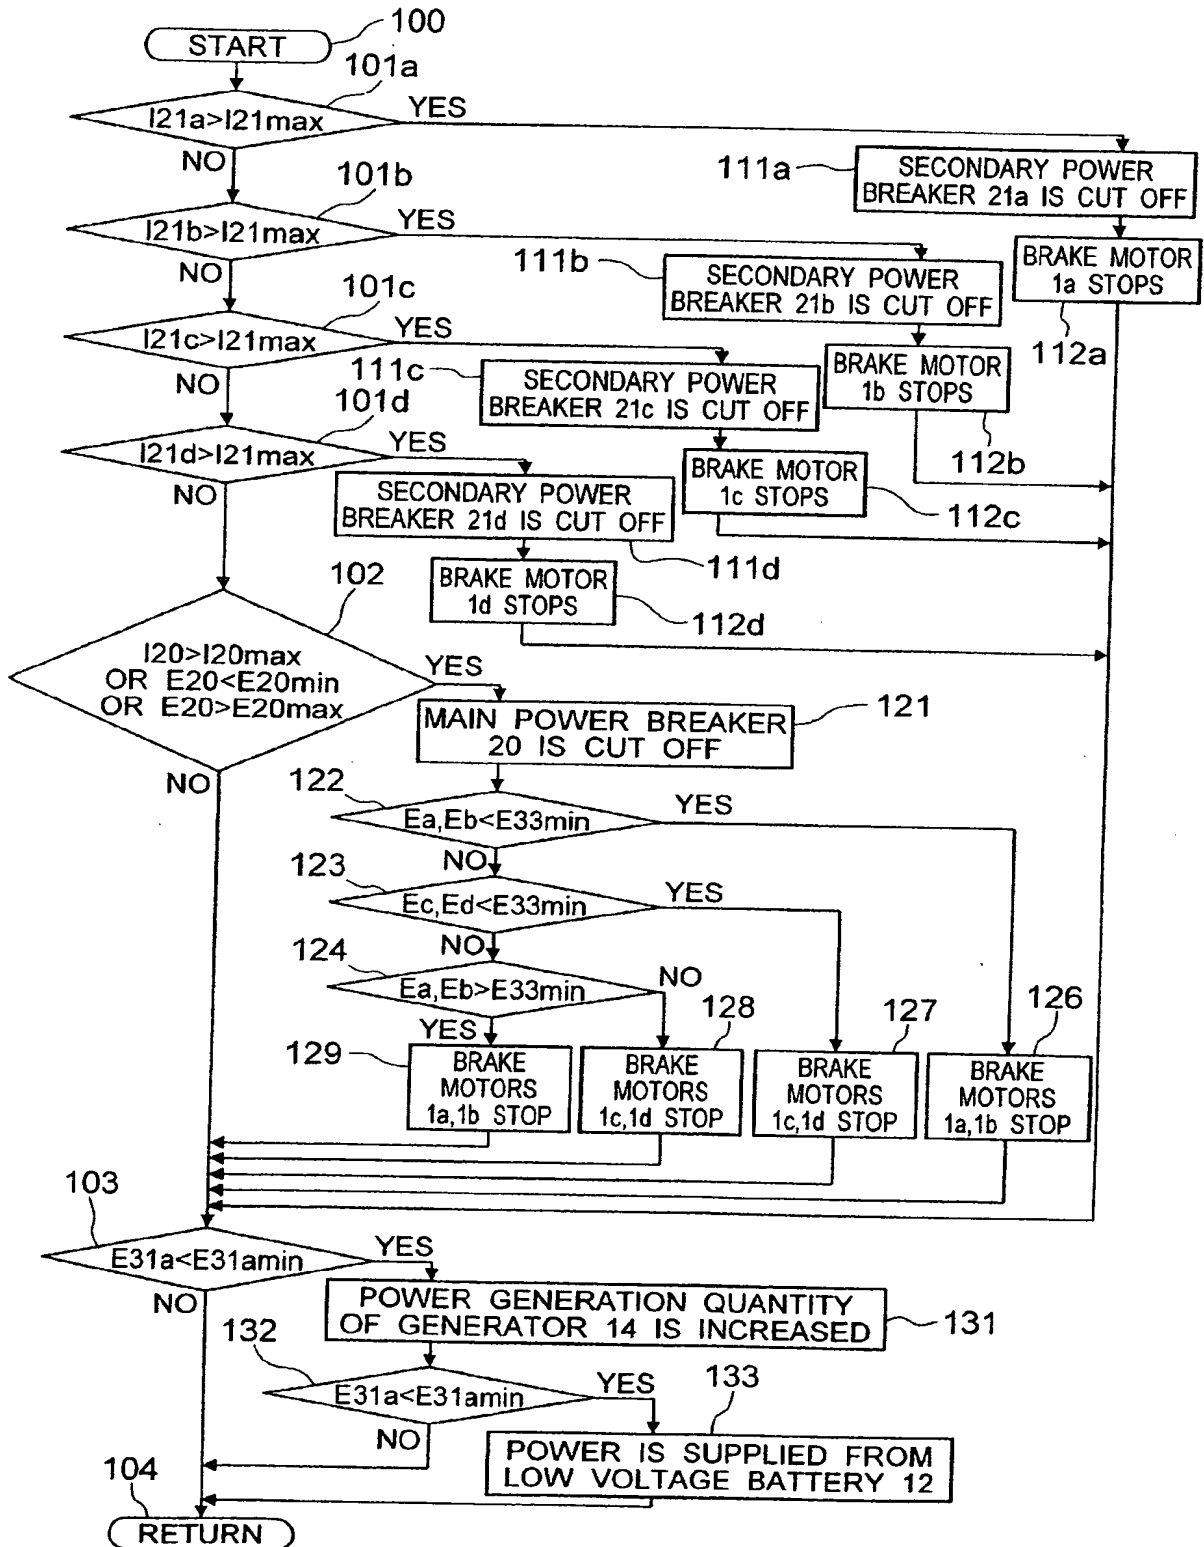 100
START
101a
I21a>I21max
YES
NO
111a
SECONDARY POWER
BREAKER 21a IS CUT OFF
101b
I21b>I21max
YES
NO
111b
SECONDARY POWER
BREAKER 21b IS CUT OFF
BRAKE MOTOR
1a STOPS
112a
101c
I21c>I21max
YES
NO
111c
SECONDARY POWER
BREAKER 21c IS CUT OFF
BRAKE MOTOR
1b STOPS
112b
101d
I21d>I21max
YES
NO
SECONDARY POWER
BREAKER 21d IS CUT OFF
111d
BRAKE MOTOR
1c STOPS
112c
BRAKE MOTOR
1d STOPS
112d
102
I20>I20max
OR E20<E20min
OR E20>E20max
YES
NO
MAIN POWER BREAKER
20 IS CUT OFF
121
122
Ea,Eb<E33min
YES
NO
123
Ec,Ed<E33min
YES
NO
124
Ea,Eb>E33min
NO
YES
129
BRAKE
MOTORS
1a,1b STOP
128
BRAKE
MOTORS
1c,1d STOP
127
BRAKE
MOTORS
1c,1d STOP
126
BRAKE
MOTORS
1a,1b STOP
103
E31a<E31amin
YES
NO
POWER GENERATION QUANTITY
OF GENERATOR 14 IS INCREASED
131
132
E31a<E31amin
YES
NO
133
POWER IS SUPPLIED FROM
LOW VOLTAGE BATTERY 12
104
RETURN